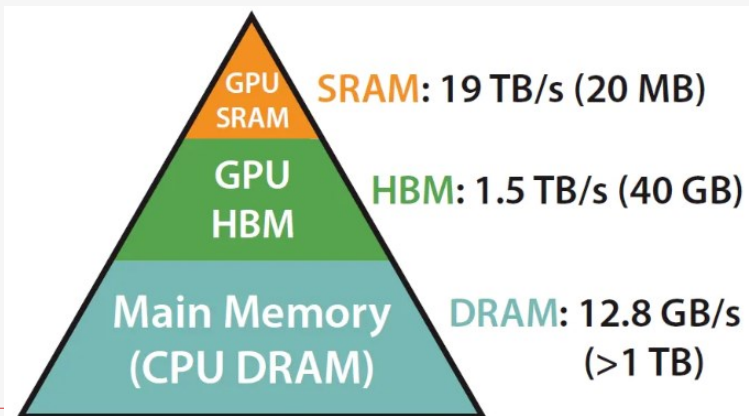 GPU
SRAM
SRAM: 19 TB/s (20 MB)
GPU
HBM
HBM: 1.5 TB/s (40 GB)
Main Memory
(CPU DRAM)
DRAM: 12.8 GB/s
(>1 TB)